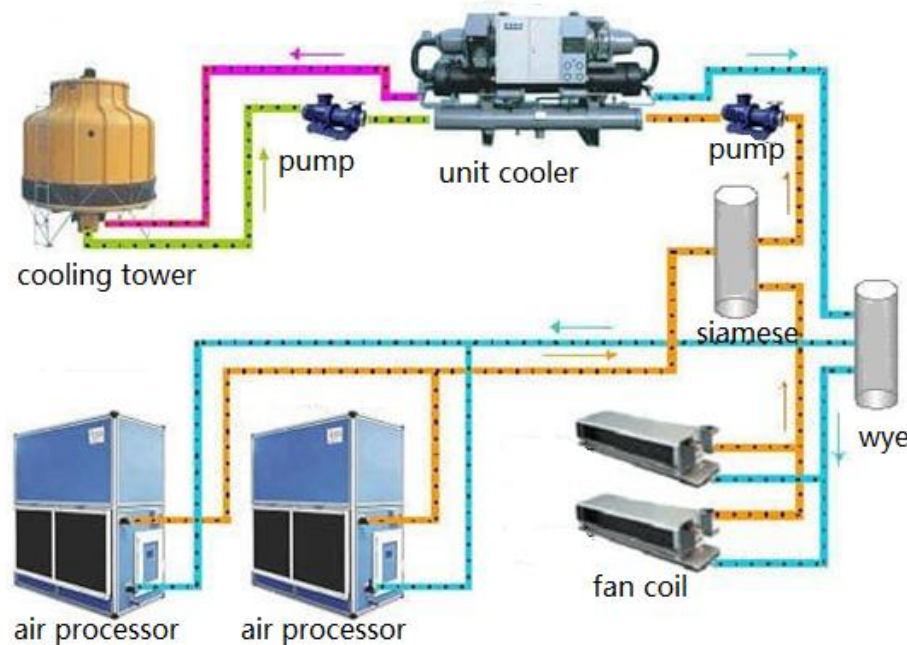 pump
unit cooler
pump
cooling tower
siamese
wye
fan coil
air processor
air processor